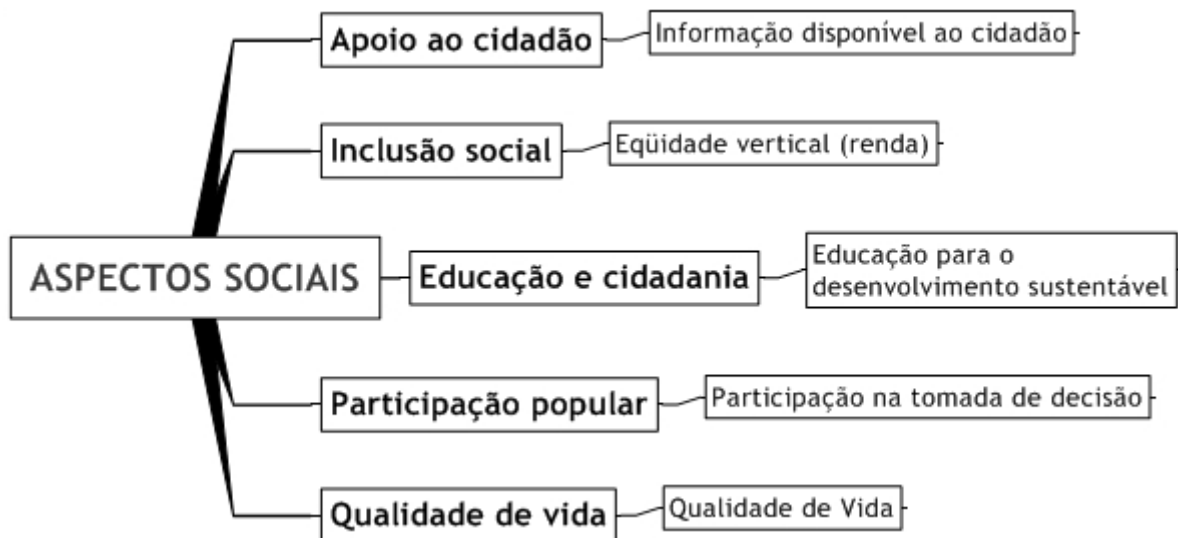 Apoio ao cidadão
Informação disponível ao cidadão
Inclusão social
Eqüidade vertical (renda)
ASPECTOS SOCIAIS
Educação e cidadania
Educação para o
desenvolvimento sustentável
Participação popular
Participação na tomada de decisão
Qualidade de vida
Qualidade de Vida